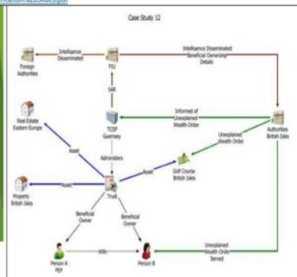 Case Study 12
Intelligence
Disseminated
Intelligence Disseminated
Beneficial Ownership
Details
Foreign
Authorities
FIU
SAR
Real Estate
Eastern Europe
TCSP
Guernsey
Informed of
Unexplained
Wealth Order
Authorities
British Isles
Unexplained
Wealth Order
Asset
Administers
Asset
Golf Course
British Isles
Asset
Trust
Property
British Isles
Beneficial
Owner
Beneficial
Owner
Wife
Unexplained
Wealth Order
Served
Person A
PEP
Person B